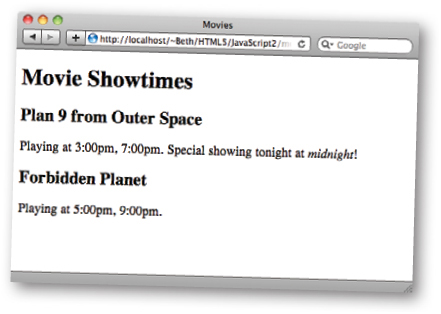 Movies
http://localhost/~Beth/HTML5/JavaScript2/m
Google
Movie Showtimes
Plan 9 from Outer Space
Playing at 3:00pm, 7:00pm. Special showing tonight at midnight!
Forbidden Planet
Playing at 5:00pm, 9:00pm.